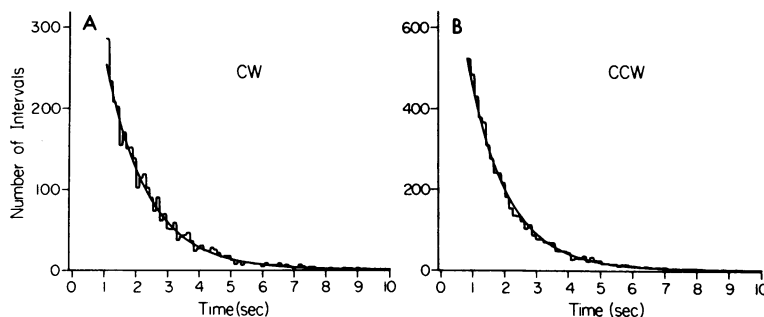 A
B
300
200
100
0
Number of Intervals
CW
0 1 2 3 4 5 6 7 8 9 10
Time(sec)
600
400
200
0
CCW
0 1 2 3 4 5 6 7 8 9 10
Time (sec)